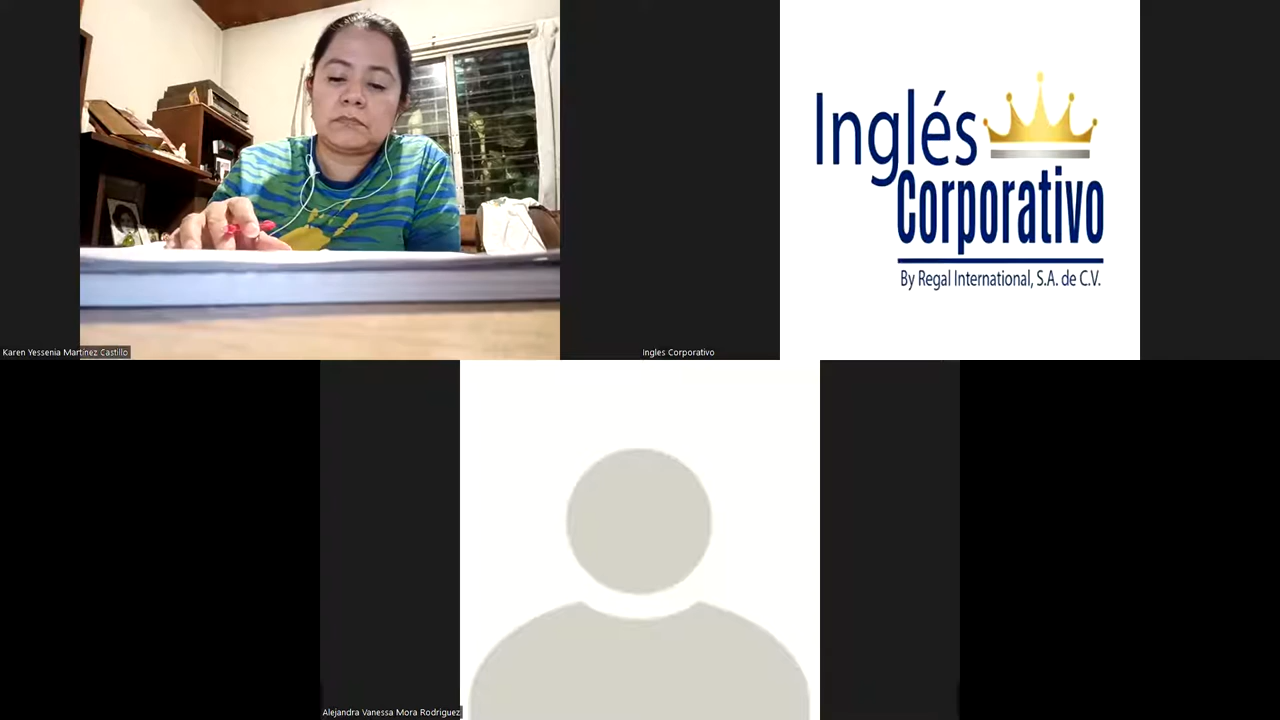 Inglés
Corporativo
By Regal International, S.A. de C.V.
Karen Yessenia Martinez Castillo
Ingles Corporativo
Alejandra Vanessa Mora Rodriguez